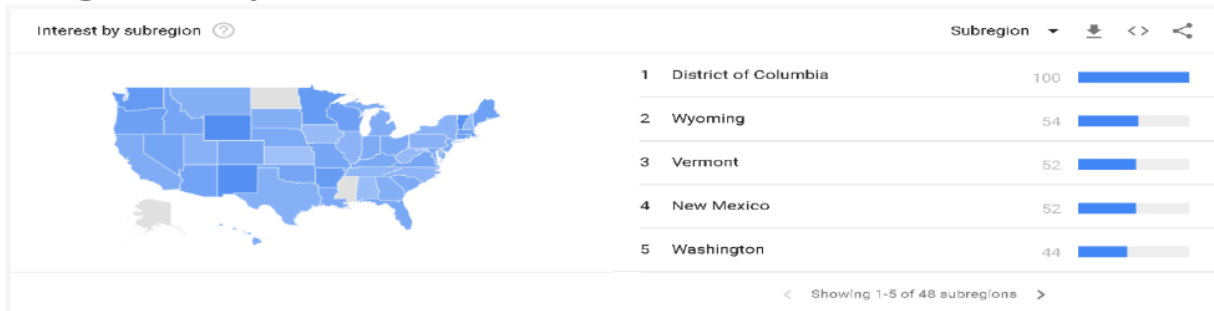 Interest by subregion
Subregion
1 District of Columbia 100
2 Wyoming 54
3 Vermont 52
4 New Mexico 52
5 Washington 44
Showing 1-5 of 48 subregions